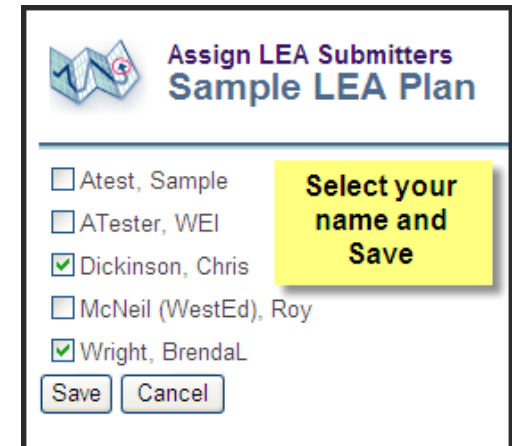 Assign LEA Submitters
Sample LEA Plan
Atest, Sample
ATester, WEI
Dickinson, Chris
McNeil (WestEd), Roy
Wright, BrendaL
Select your
name and
Save
Save Cancel